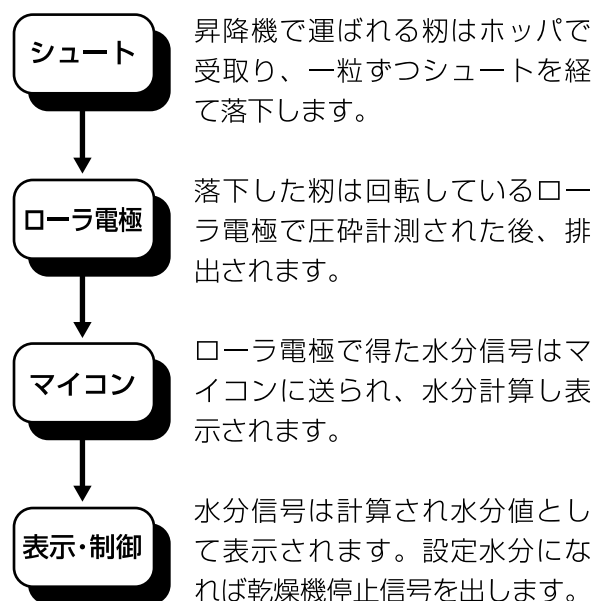 シュート
昇降機で運ばれる籾はホッパで
受取り、一粒ずつシュートを経
て落下します。
ローラ電極
落下した籾は回転しているロー
ラ電極で圧砕計測された後、排
出されます。
マイコン
ローラ電極で得た水分信号はマ
イコンに送られ、水分計算し表
示されます。
表示・制御
水分信号は計算され水分値とし
て表示されます。設定水分にな
れば乾燥機停止信号を出します。